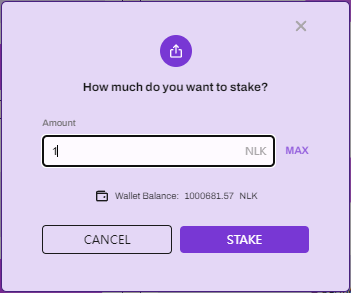 How much do you want to stake?
Amount
1 NLK MAX
Wallet Balance: 1000681.57 NLK
CANCEL STAKE